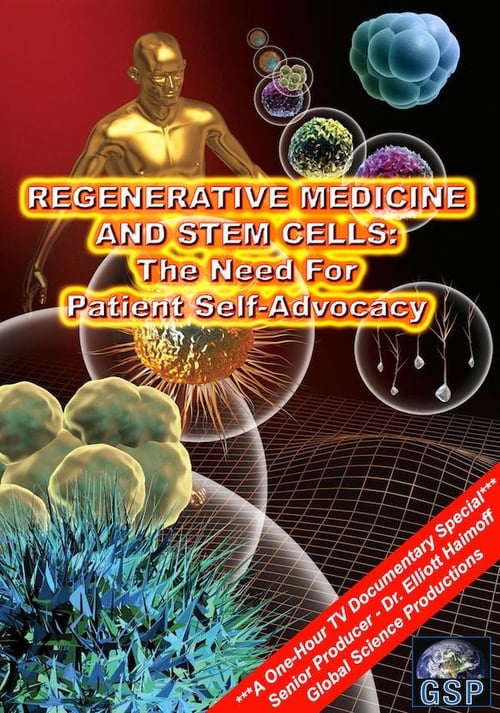 REGENERATIVE MEDICINE
AND STEM CELLS:
The Need For
Patient Self-Advocacy
***A One-Hour TV Documentary Special***
Senior Producer - Dr. Elliott Haimoff
Global Science Productions
GSP